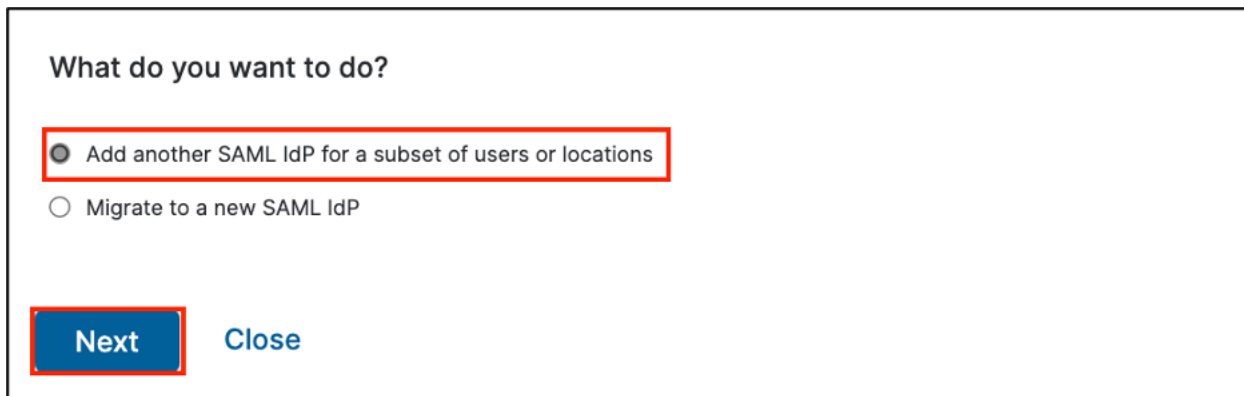 What do you want to do?
Add another SAML IdP for a subset of users or locations
Migrate to a new SAML IdP
Next Close